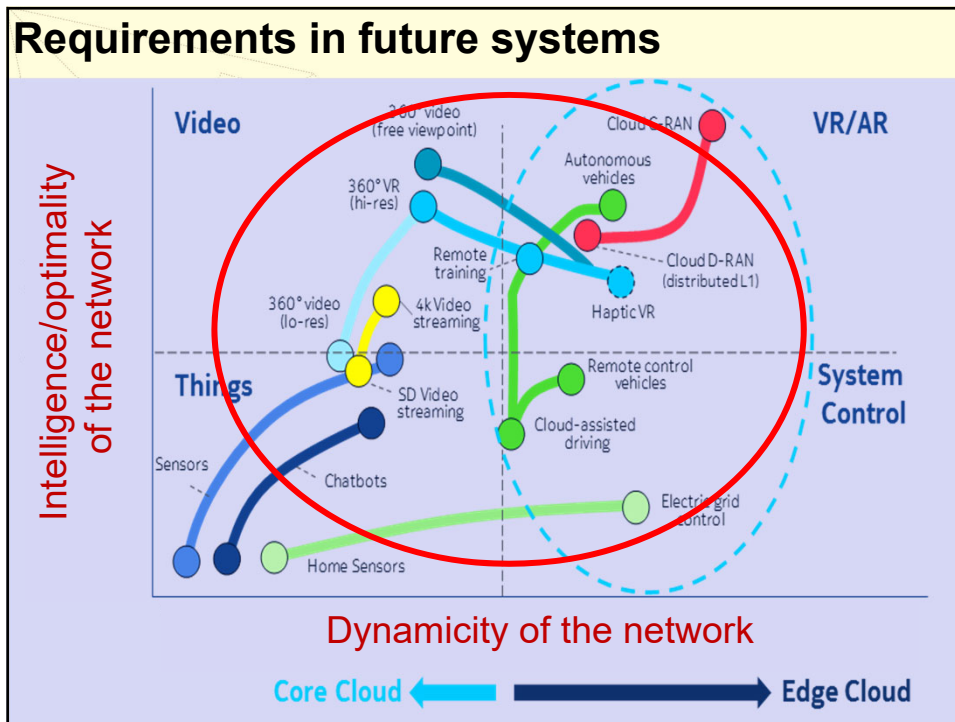 Requirements in future systems
Video
360° video
(free viewpoint)
Cloud C-RAN
VR/AR
Autonomous
vehicles
360° VR
(hi-res)
Remote
training
Cloud D-RAN
(distributed L1)
Haptic VR
360° video
(lo-res)
4k Video
streaming
Things
SD Video
streaming
Remote control
vehicles
System
Control
Cloud-assisted
driving
Sensors
Chatbots
Electric grid
control
Home Sensors
Intelligence/optimality
of the network
Dynamicity of the network
Core Cloud
Edge Cloud